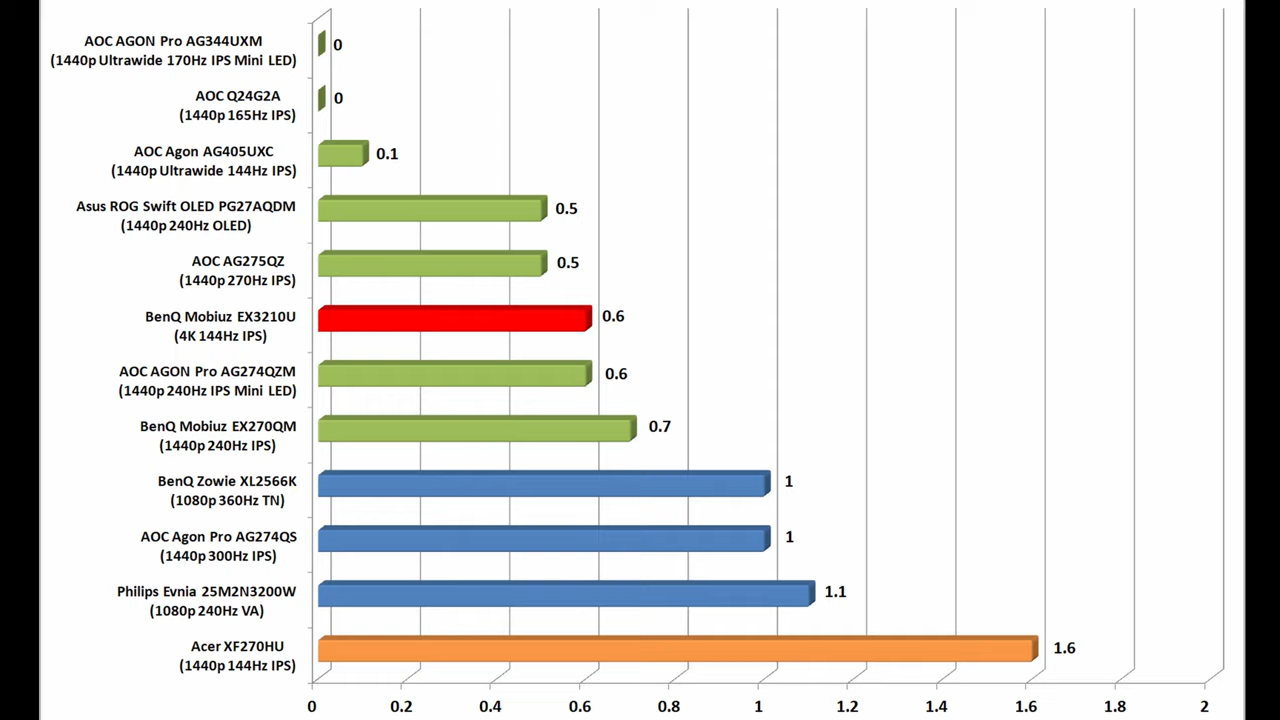 AOC AGON Pro AG344UXM
(1440p Ultrawide 170Hz IPS Mini LED)
0
AOC Q24G2A
(1440p 165Hz IPS)
0
AOC Agon AG405UXC
(1440p Ultrawide 144Hz IPS)
0.1
Asus ROG Swift OLED PG27AQDM
(1440p 240Hz OLED)
0.5
AOC AG275QZ
(1440p 270Hz IPS)
0.5
BenQ Mobiuz EX3210U
(4K 144Hz IPS)
0.6
AOC AGON Pro AG274QZM
(1440p 240Hz IPS Mini LED)
0.6
BenQ Mobiuz EX270QM
(1440p 240Hz IPS)
0.7
BenQ Zowie XL2566K
(1080p 360Hz TN)
1
AOC Agon Pro AG274QS
(1440p 300Hz IPS)
1
Philips Evnia 25M2N3200W
(1080p 240Hz VA)
1.1
Acer XF270HU
(1440p 144Hz IPS)
1.6
0 0.2 0.4 0.6 0.8 1 1.2 1.4 1.6 1.8 2